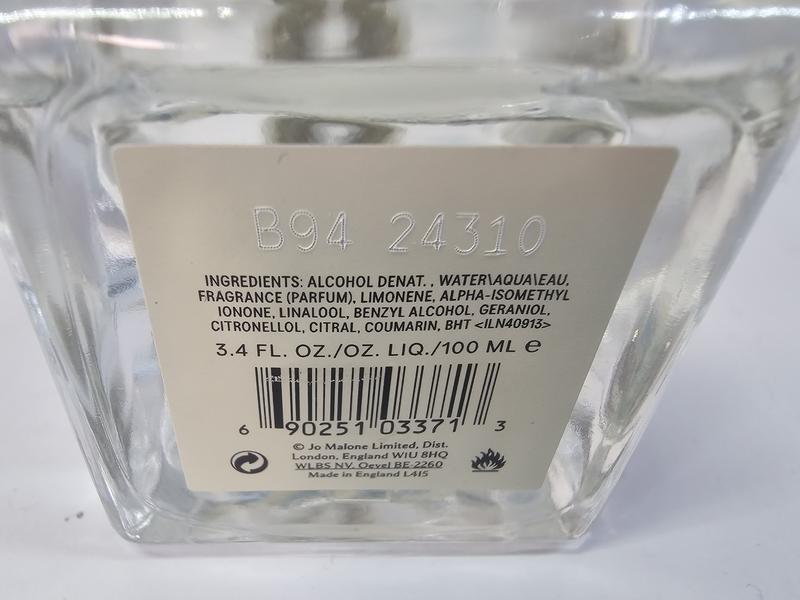 B94 24310
INGREDIENTS: ALCOHOL DENAT. , WATER\AQUA\EAU,
FRAGRANCE (PARFUM), LIMONENE, ALPHA-ISOMETHYL
IONONE, LINALOOL, BENZYL ALCOHOL, GERANIOL,
CITRONELLOL, CITRAL, COUMARIN, BHT <ILN40913>
3.4 FL. OZ./OZ. LIQ./100 ML e
6 90251 03371 3
© Jo Malone Limited, Dist.
London, England W1U 8HQ
WLBS NV. Oevel BE-2260
Made in England L415